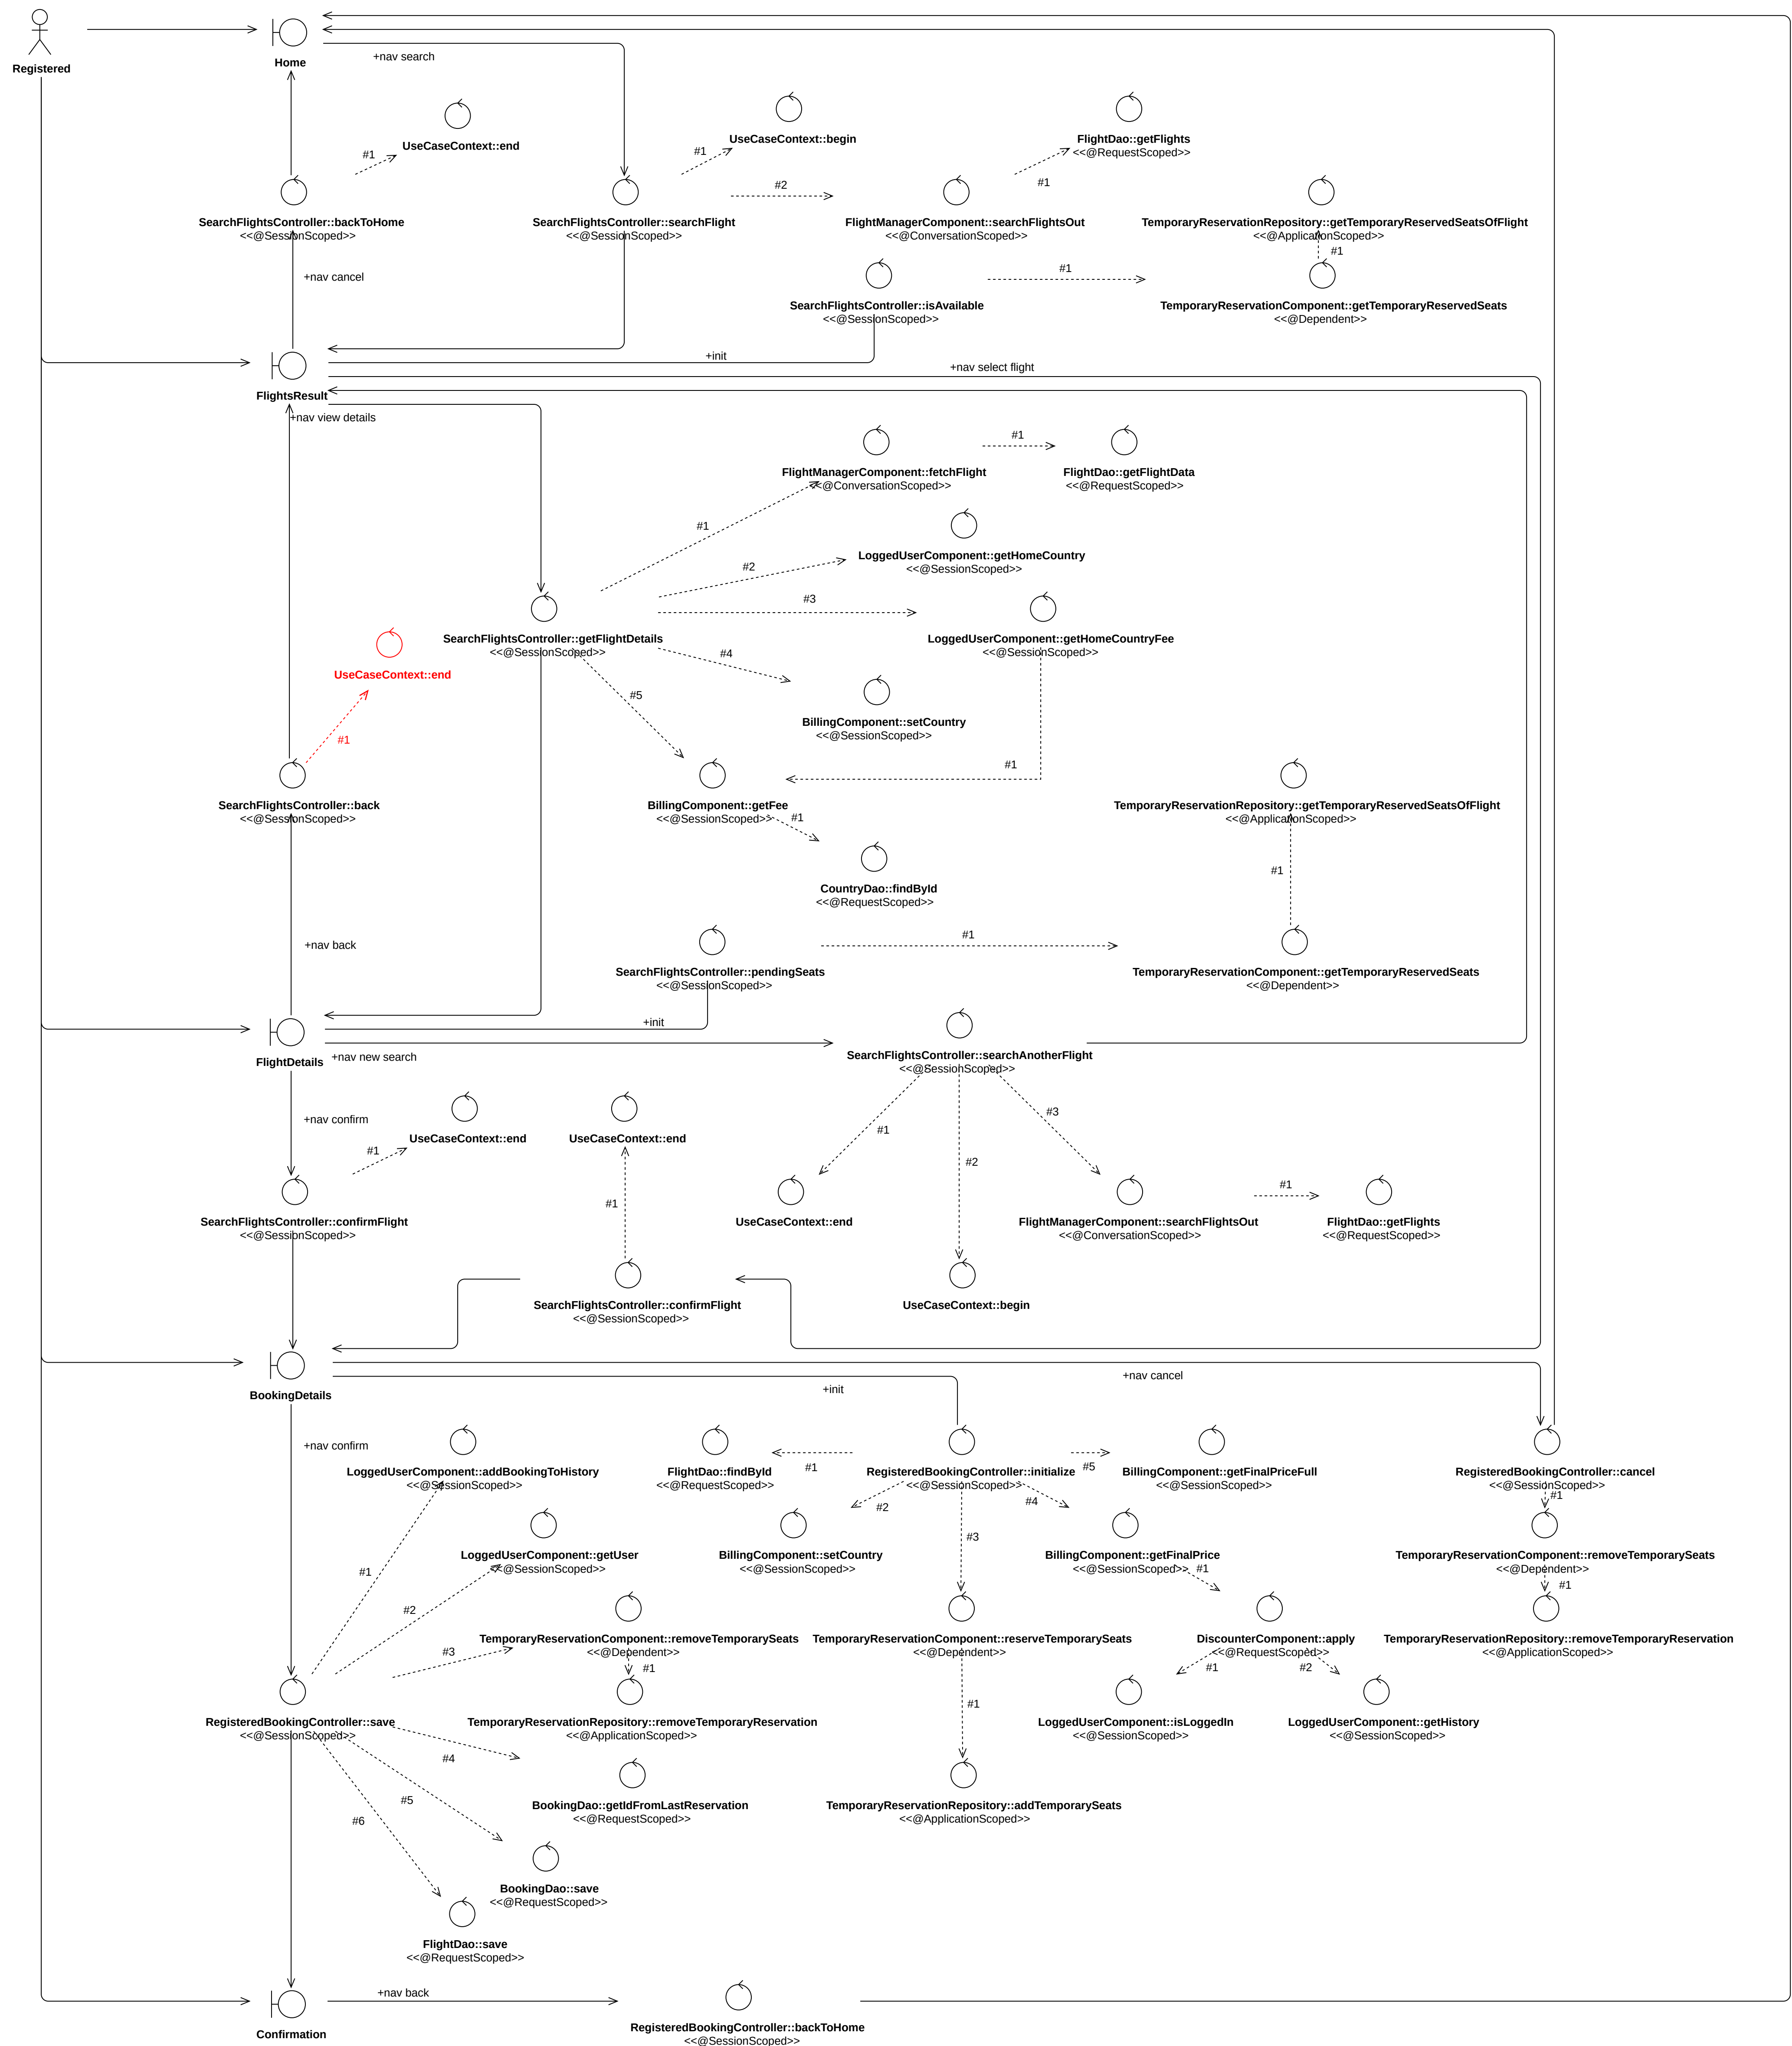 Registered
Home
+nav search
UseCaseContext::end
#1
UseCaseContext::begin
#1
FlightDao::getFlights
<<@RequestScoped>>
#1
#2
SearchFlightsController::backToHome
<<@SessionScoped>>
SearchFlightsController::searchFlight
<<@SessionScoped>>
FlightManagerComponent::searchFlightsOut
<<@ConversationScoped>>
TemporaryReservationRepository::getTemporaryReservedSeatsOfFlight
<<@ApplicationScoped>>
#1
+nav cancel
#1
SearchFlightsController::isAvailable
<<@SessionScoped>>
TemporaryReservationComponent::getTemporaryReservedSeats
<<@Dependent>>
+init
+nav select flight
FlightsResult
+nav view details
#1
FlightManagerComponent::fetchFlight
<<@ConversationScoped>>
FlightDao::getFlightData
<<@RequestScoped>>
#1
LoggedUserComponent::getHomeCountry
<<@SessionScoped>>
#2
#3
SearchFlightsController::getFlightDetails
<<@SessionScoped>>
LoggedUserComponent::getHomeCountryFee
<<@SessionScoped>>
#4
UseCaseContext::end
#5
BillingComponent::setCountry
<<@SessionScoped>>
#1
#1
SearchFlightsController::back
<<@SessionScoped>>
BillingComponent::getFee
<<@SessionScoped>>
#1
TemporaryReservationRepository::getTemporaryReservedSeatsOfFlight
<<@ApplicationScoped>>
#1
CountryDao::findById
<<@RequestScoped>>
+nav back
#1
SearchFlightsController::pendingSeats
<<@SessionScoped>>
TemporaryReservationComponent::getTemporaryReservedSeats
<<@Dependent>>
+init
FlightDetails
+nav new search
SearchFlightsController::searchAnotherFlight
<<@SessionScoped>>
+nav confirm
#1
UseCaseContext::end
UseCaseContext::end
#1
#3
#2
#1
#1
SearchFlightsController::confirmFlight
<<@SessionScoped>>
UseCaseContext::end
FlightManagerComponent::searchFlightsOut
<<@ConversationScoped>>
FlightDao::getFlights
<<@RequestScoped>>
SearchFlightsController::confirmFlight
<<@SessionScoped>>
UseCaseContext::begin
BookingDetails
+init
+nav cancel
+nav confirm
LoggedUserComponent::addBookingToHistory
<<@SessionScoped>>
FlightDao::findById
<<@RequestScoped>>
#1
RegisteredBookingController::initialize
<<@SessionScoped>>
#5
BillingComponent::getFinalPriceFull
<<@SessionScoped>>
RegisteredBookingController::cancel
<<@SessionScoped>>
#1
#2
#4
#3
LoggedUserComponent::getUser
<<@SessionScoped>>
BillingComponent::setCountry
<<@SessionScoped>>
BillingComponent::getFinalPrice
<<@SessionScoped>>
#1
TemporaryReservationComponent::removeTemporarySeats
<<@Dependent>>
#1
#1
#2
#3
TemporaryReservationComponent::removeTemporarySeats
<<@Dependent>>
#1
TemporaryReservationComponent::reserveTemporarySeats
<<@Dependent>>
DiscounterComponent::apply
<<@RequestScoped>>
#1
#2
TemporaryReservationRepository::removeTemporaryReservation
<<@ApplicationScoped>>
#1
RegisteredBookingController::save
<<@SessionScoped>>
TemporaryReservationRepository::removeTemporaryReservation
<<@ApplicationScoped>>
LoggedUserComponent::isLoggedIn
<<@SessionScoped>>
LoggedUserComponent::getHistory
<<@SessionScoped>>
#4
#5
#6
BookingDao::getIdFromLastReservation
<<@RequestScoped>>
TemporaryReservationRepository::addTemporarySeats
<<@ApplicationScoped>>
BookingDao::save
<<@RequestScoped>>
FlightDao::save
<<@RequestScoped>>
+nav back
Confirmation
RegisteredBookingController::backToHome
<<@SessionScoped>>